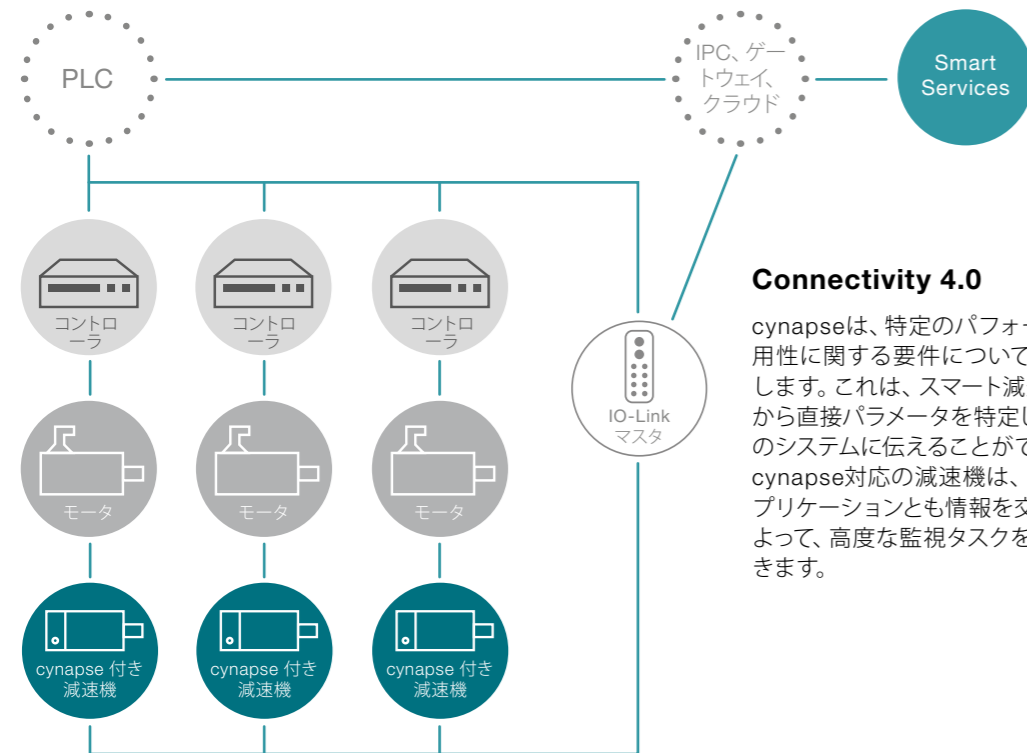 PLC
IPC、ゲー
トウェイ、
クラウド
Smart
Services
コントロ
ーラ
コントロ
ーラ
コントロ
ーラ
IO-Link
マスタ
モータ
モータ
モータ
cynapse 付き
減速機
cynapse 付き
減速機
cynapse 付き
減速機
Connectivity 4.0
cynapseは、特定のパフォー
用性に関する要件について
します。これは、スマート減
から直接パラメータを特定し
のシステムに伝えることがで
cynapse対応の減速機は、
プリケーションとも情報を交
よって、高度な監視タスクを
きます。